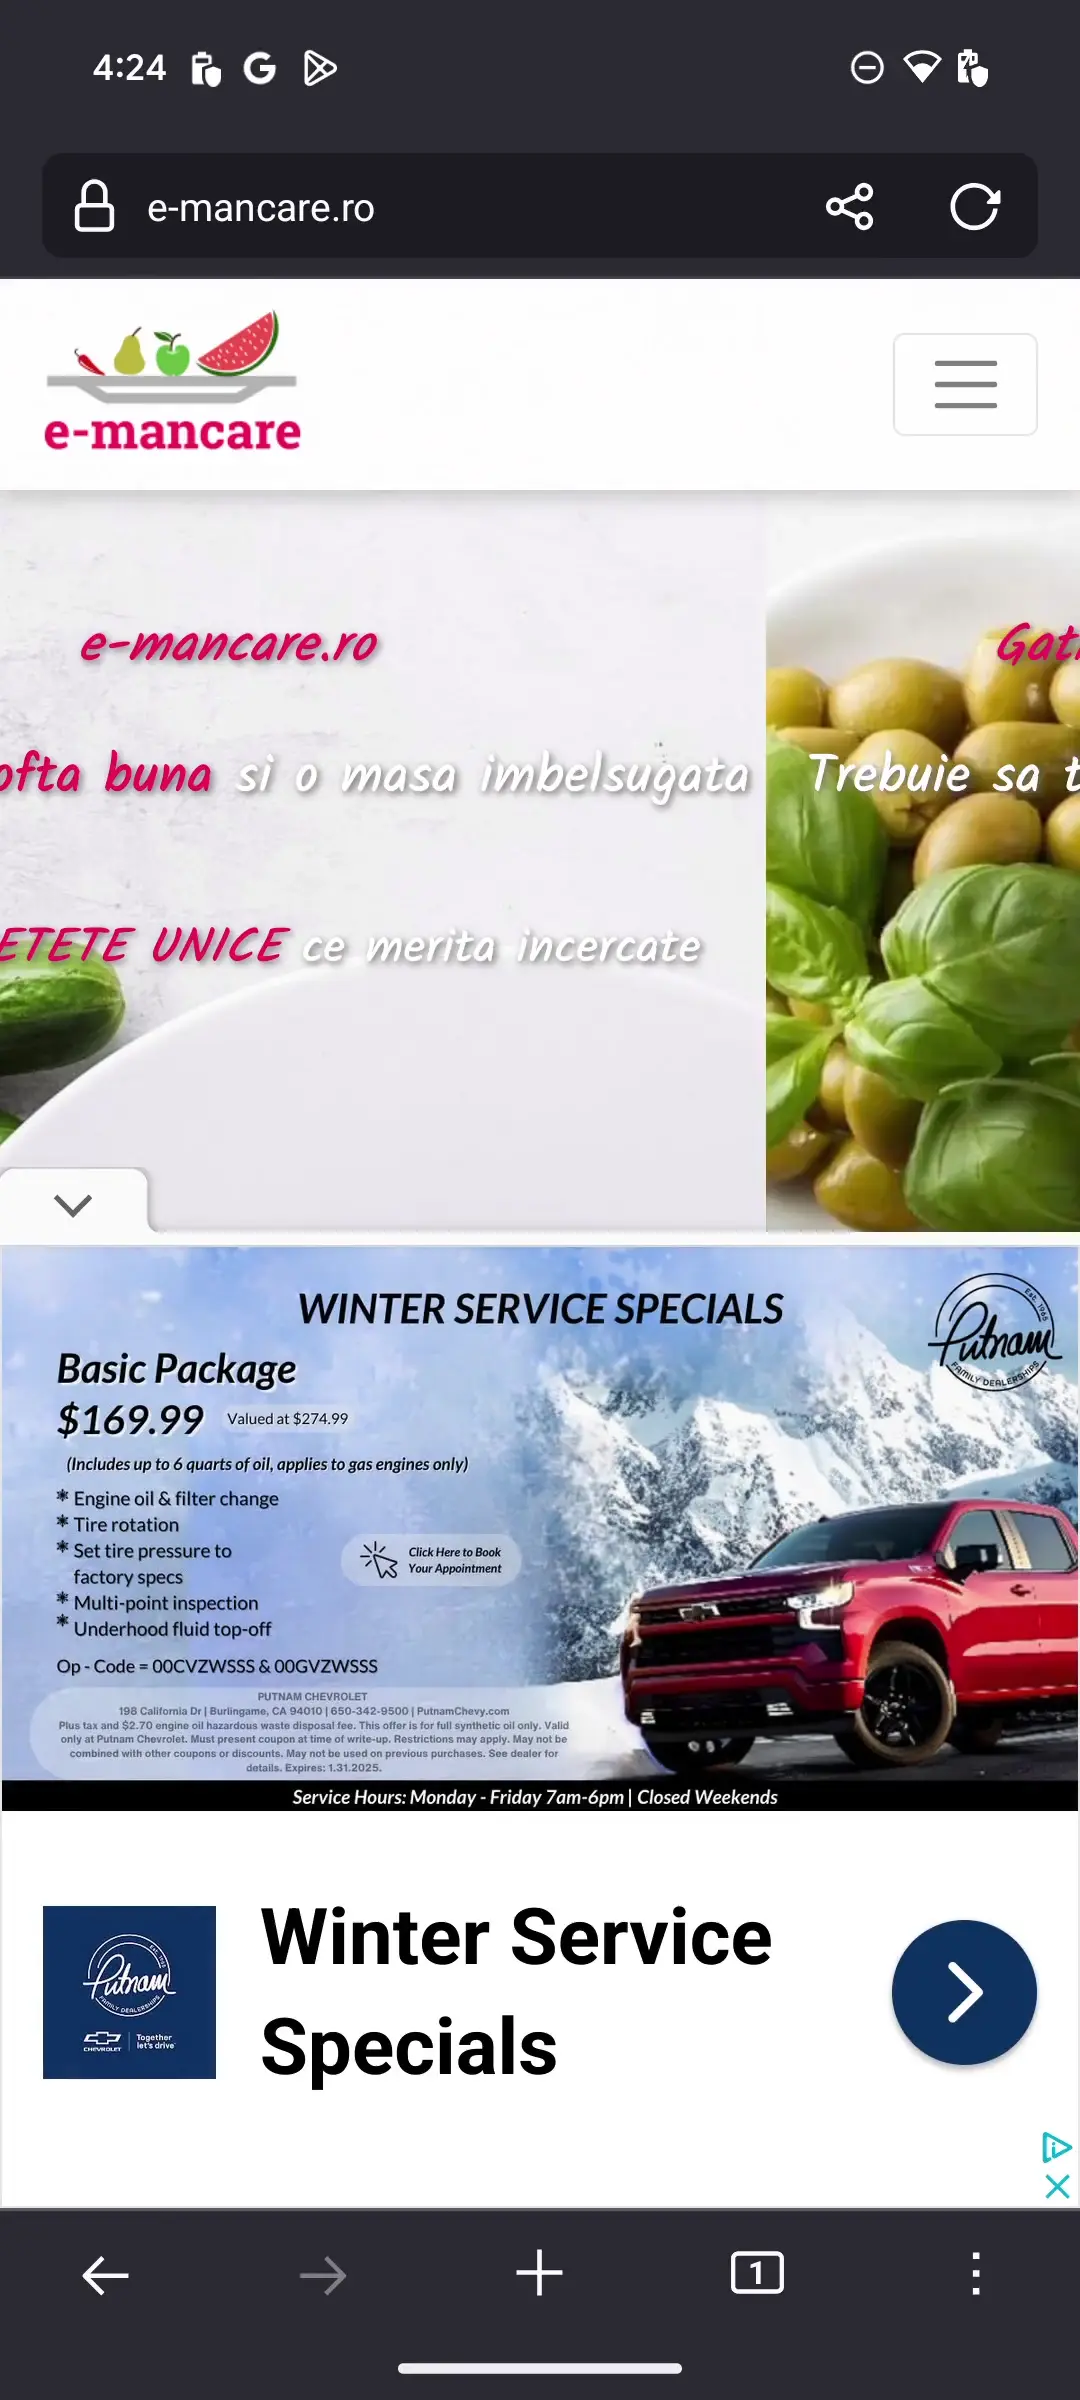 4:24
e-mancare.ro
e-mancare
e-mancare.ro
buna si o masa imbelsugata
UNICE ce merita incercate
Trebuie sa
WINTER SERVICE SPECIALS
Putnam
EST. 1965
FAMILY DEALERSHIPS
Basic Package
$169.99 Valued at $274.99
(Includes up to 6 quarts of oil, applies to gas engines only)
* Engine oil & filter change
* Tire rotation
* Set tire pressure to
factory specs
* Multi-point inspection
* Underhood fluid top-off
Click Here to Book
Your Appointment
Op - Code = 00CVZWSSS & 00GVZWSSS
PUTNAM CHEVROLET
198 California Dr | Burlingame, CA 94010 | 650-342-9500 | PutnamChevy.com
Plus tax and $2.70 engine oil hazardous waste disposal fee. This offer is for full synthetic oil only. Valid
only at Putnam Chevrolet. Must present coupon at time of write-up. Restrictions may apply. May not be
combined with other coupons or discounts. May not be used on previous purchases. See dealer for
details. Expires: 1.31.2025.
Service Hours: Monday - Friday 7am-6pm | Closed Weekends
Putnam
FAMILY DEALERSHIPS
CHEVROLET
Together
let's drive
Winter Service
Specials
1